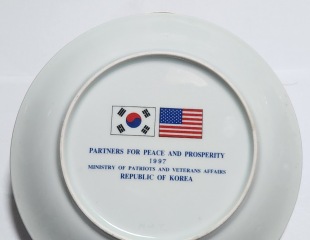 PARTNERS FOR PEACE AND PROSPERITY
1997
MINISTRY OF PATRIOTS AND VETERANS AFFAIRS
REPUBLIC OF KOREA